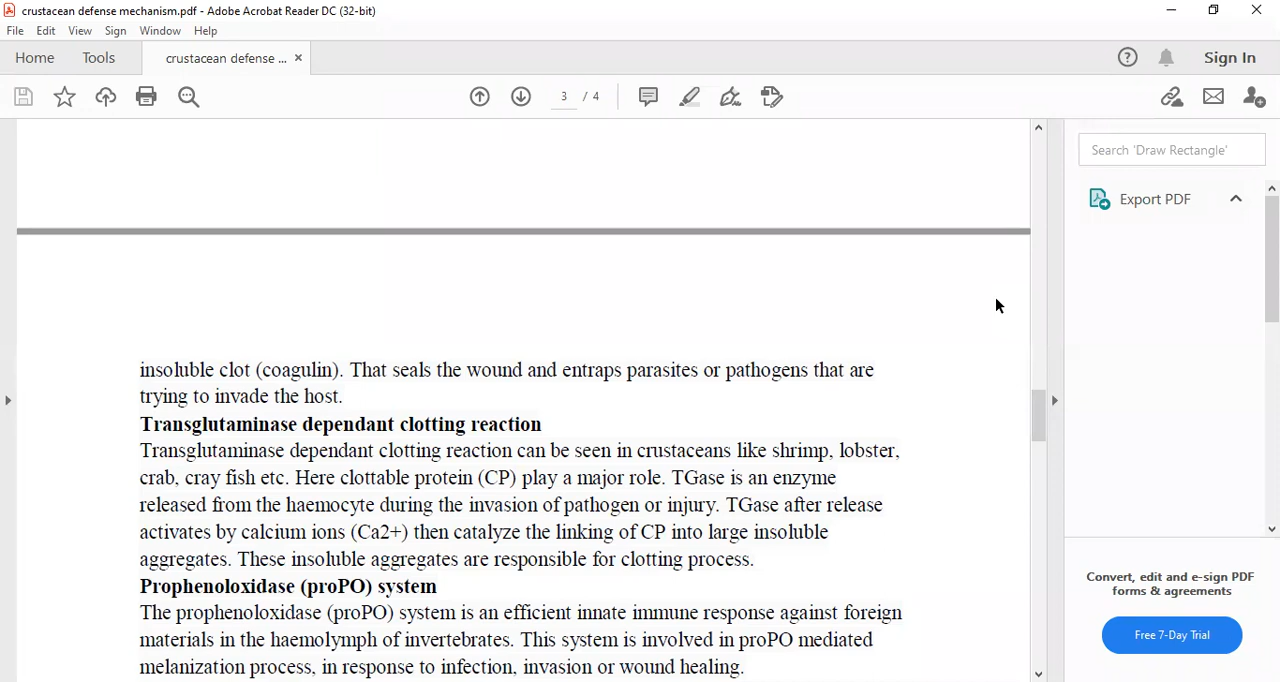 crustacean defense mechanism.pdf - Adobe Acrobat Reader DC (32-bit)
File Edit View Sign Window Help
Home Tools crustacean defense ... × Sign In
3 / 4
Search 'Draw Rectangle'
Export PDF
insoluble clot (coagulin). That seals the wound and entraps parasites or pathogens that are
trying to invade the host.
Transglutaminase dependant clotting reaction
Transglutaminase dependant clotting reaction can be seen in crustaceans like shrimp, lobster,
crab, cray fish etc. Here clottable protein (CP) play a major role. TGase is an enzyme
released from the haemocyte during the invasion of pathogen or injury. TGase after release
activates by calcium ions (Ca2+) then catalyze the linking of CP into large insoluble
aggregates. These insoluble aggregates are responsible for clotting process.
Prophenoloxidase (proPO) system
The prophenoloxidase (proPO) system is an efficient innate immune response against foreign
materials in the haemolymph of invertebrates. This system is involved in proPO mediated
melanization process, in response to infection, invasion or wound healing.
Convert, edit and e-sign PDF
forms & agreements
Free 7-Day Trial